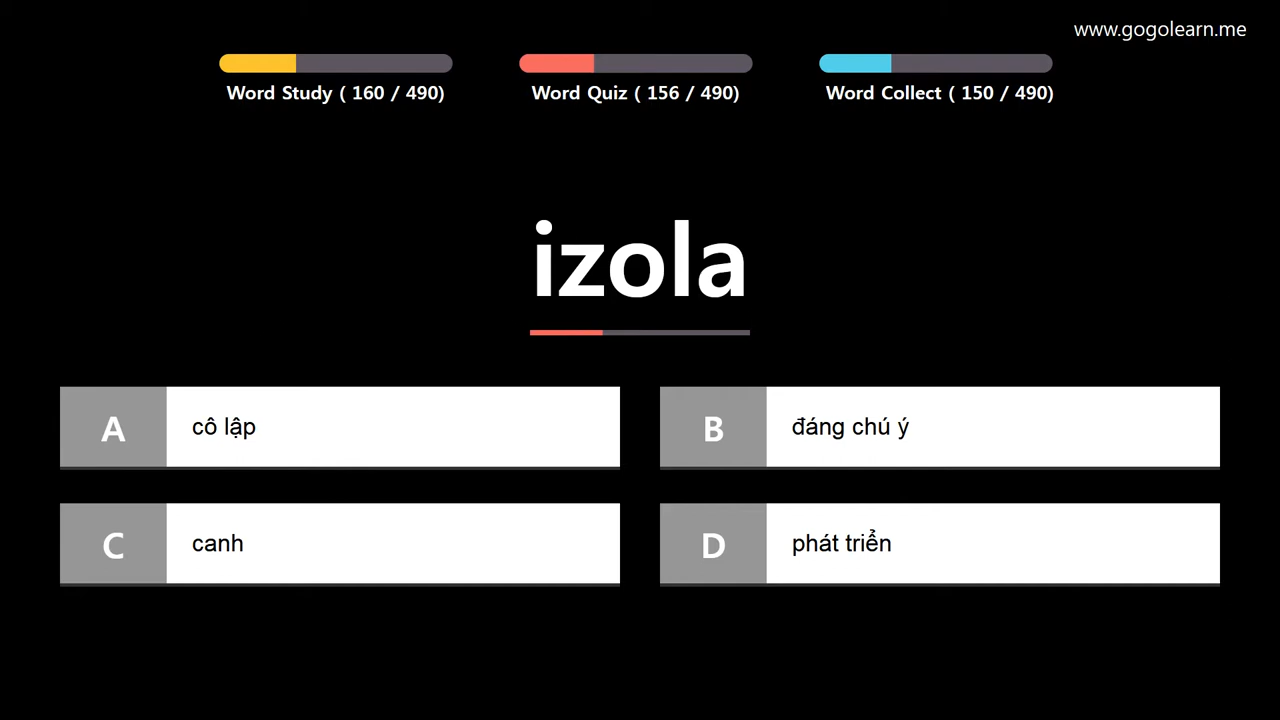 www.gogolearn.me
Word Study ( 160 / 490)
Word Quiz ( 156 / 490)
Word Collect ( 150 / 490)
izola
A
cô lập
B
đáng chú ý
C
canh
D
phát triển